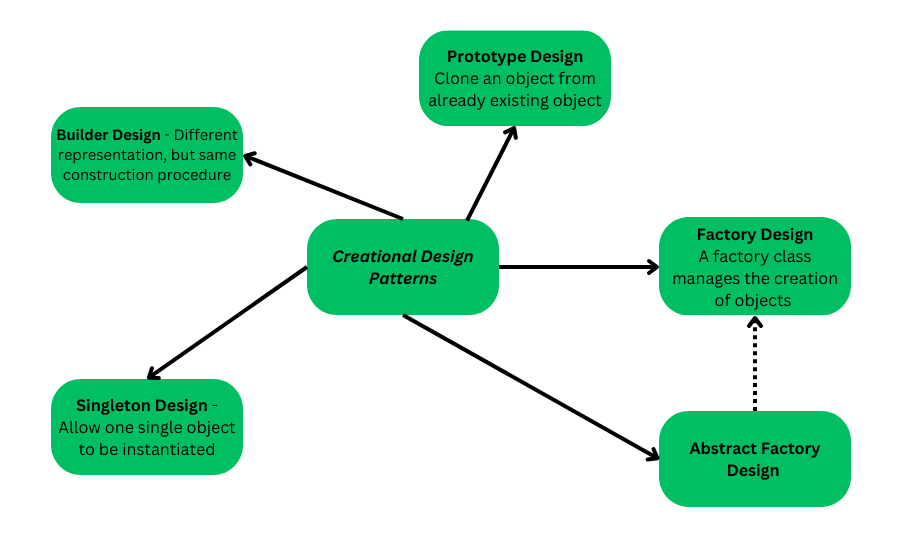 Prototype Design
Clone an object from
already existing object
Builder Design - Different
representation, but same
construction procedure
Creational Design
Patterns
Factory Design
A factory class
manages the creation
of objects
Singleton Design -
Allow one single object
to be instantiated
Abstract Factory
Design